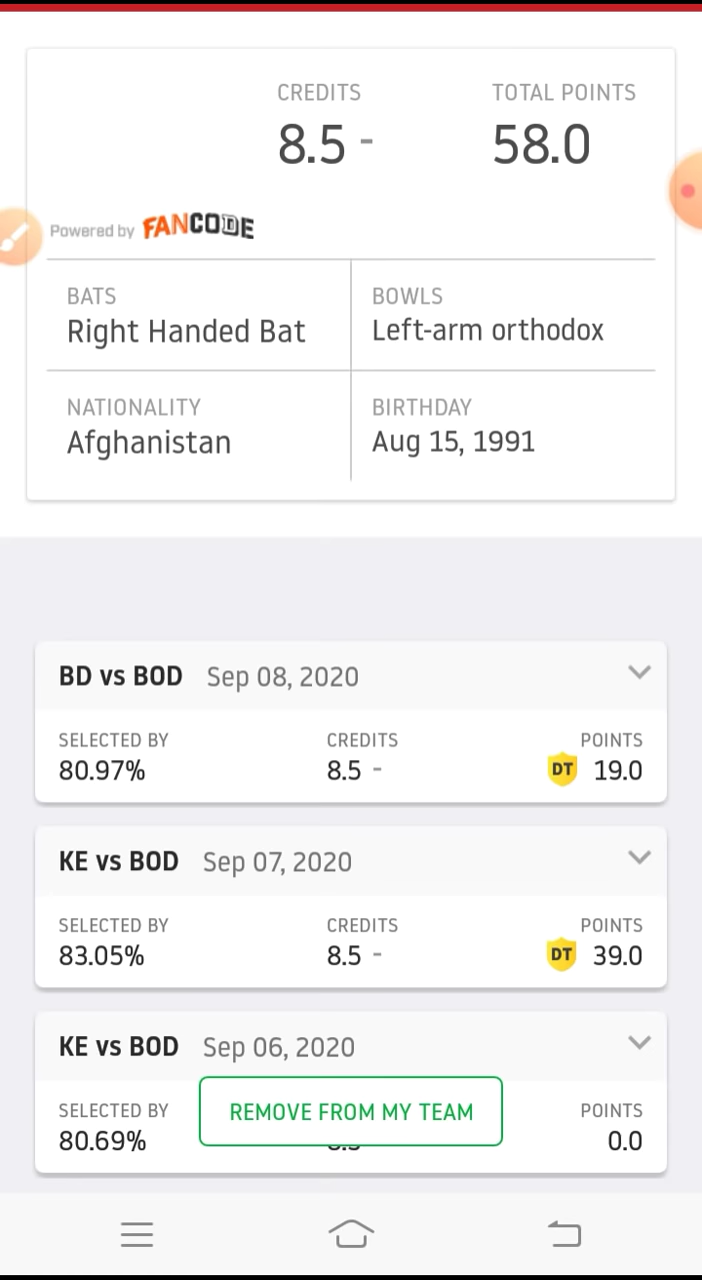 CREDITS TOTAL POINTS
8.5 - 58.0
Powered by FANCODE
BATS BOWLS
Right Handed Bat Left-arm orthodox
NATIONALITY BIRTHDAY
Afghanistan Aug 15, 1991
BD vs BOD Sep 08, 2020
SELECTED BY CREDITS POINTS
80.97% 8.5 - DT 19.0
KE vs BOD Sep 07, 2020
SELECTED BY CREDITS POINTS
83.05% 8.5 - DT 39.0
KE vs BOD Sep 06, 2020
SELECTED BY REMOVE FROM MY TEAM POINTS
80.69% 0.0